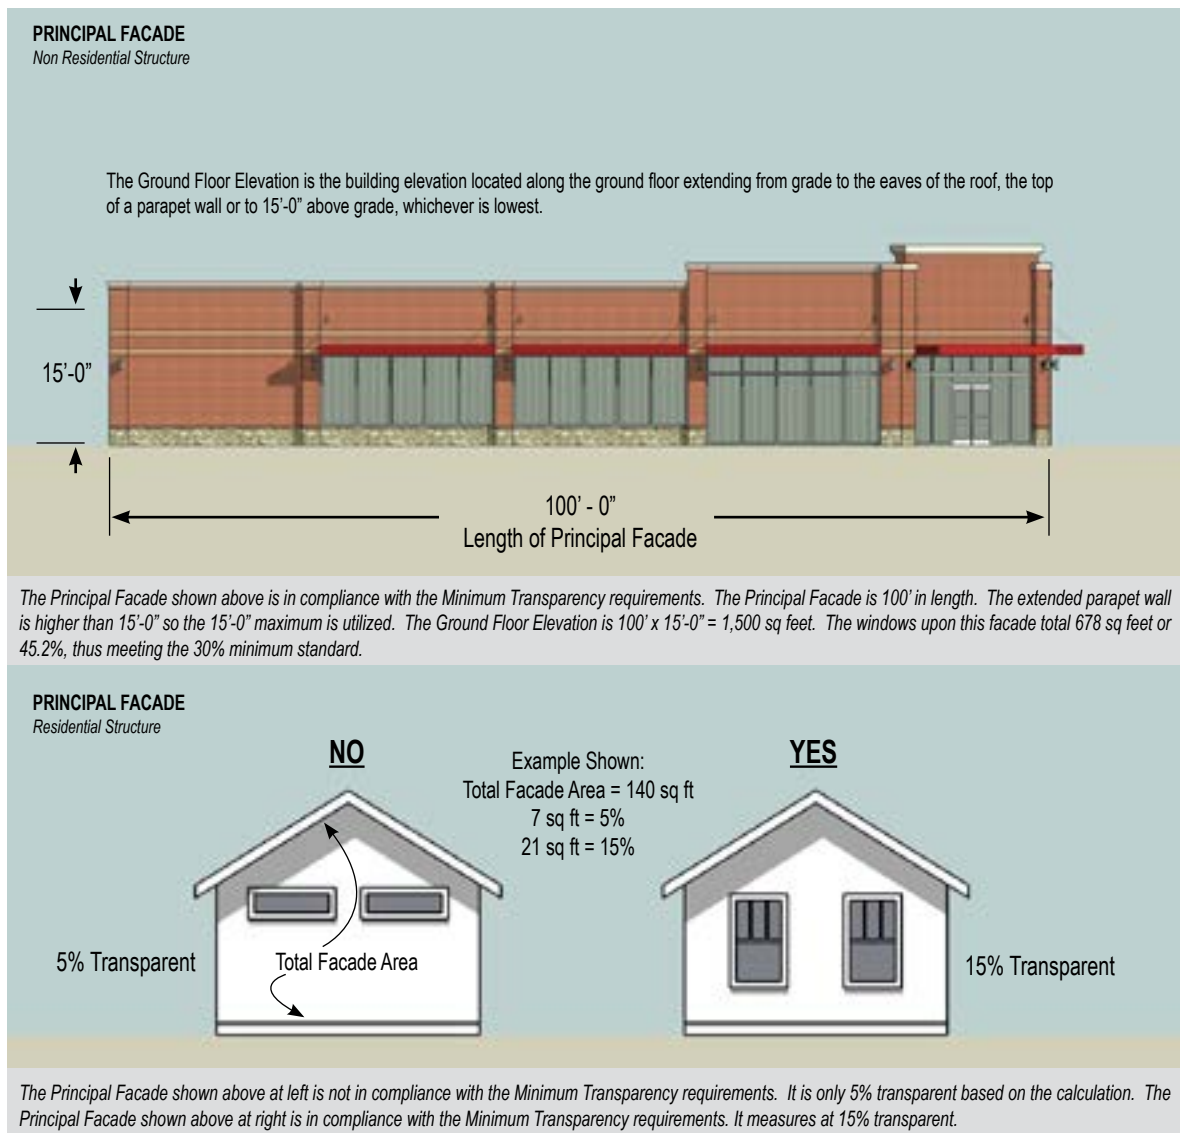 PRINCIPAL FACADE
Non Residential Structure
The Ground Floor Elevation is the building elevation located along the ground floor extending from grade to the eaves of the roof, the top
of a parapet wall or to 15’-0” above grade, whichever is lowest.
15’-0”
100’ - 0”
Length of Principal Facade
The Principal Facade shown above is in compliance with the Minimum Transparency requirements. The Principal Facade is 100’ in length. The extended parapet wall
is higher than 15’-0” so the 15’-0” maximum is utilized. The Ground Floor Elevation is 100’ x 15’-0” = 1,500 sq feet. The windows upon this facade total 678 sq feet or
45.2%, thus meeting the 30% minimum standard.
PRINCIPAL FACADE
Residential Structure
NO
Example Shown:
Total Facade Area = 140 sq ft
7 sq ft = 5%
21 sq ft = 15%
YES
5% Transparent
Total Facade Area
15% Transparent
The Principal Facade shown above at left is not in compliance with the Minimum Transparency requirements. It is only 5% transparent based on the calculation. The
Principal Facade shown above at right is in compliance with the Minimum Transparency requirements. It measures at 15% transparent.